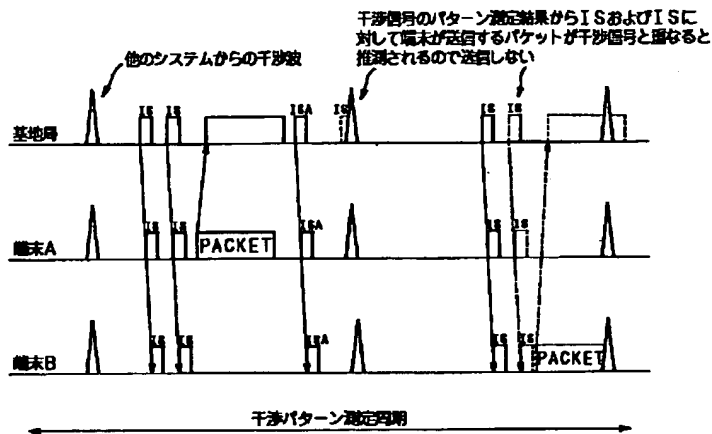 干渉信号のパターン測定結果からISおよびISに
対して端末が送信するパケットが干渉信号と重なると
推測されるので送信しない
他のシステムからの干渉波
IS IS ISA IS IS IS
基地局
IS IS ISA IS IS
端末A
PACKET
IS IS ISA IS IS
端末B
PACKET
干渉パターン測定周期